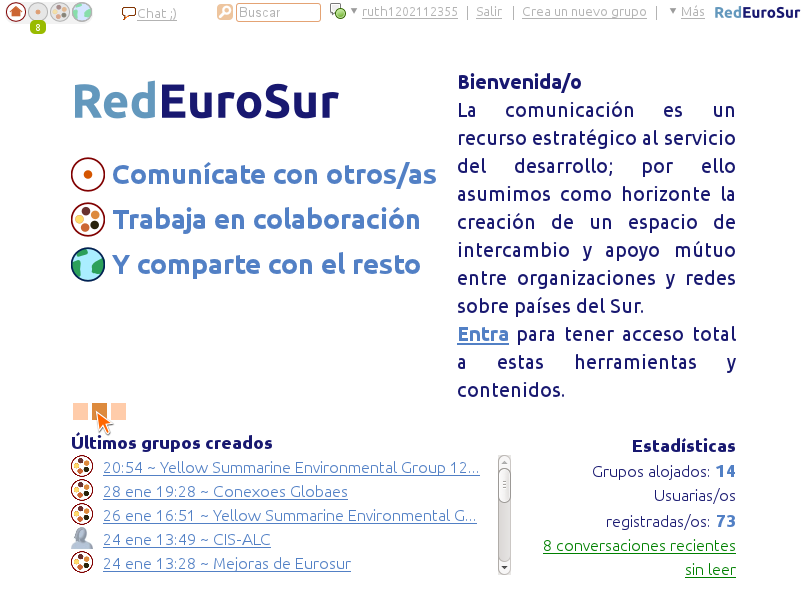 Chat ;)
Buscar
ruth1202112355 | Salir | Crea un nuevo grupo | Más RedEuroSur
8
RedEuroSur
Comunícate con otros/as
Trabaja en colaboración
Y comparte con el resto
Bienvenida/o
La comunicación es un
recurso estratégico al servicio
del desarrollo; por ello
asumimos como horizonte la
creación de un espacio de
intercambio y apoyo mútuo
entre organizaciones y redes
sobre países del Sur.
Entra para tener acceso total
a estas herramientas y
contenidos.
Últimos grupos creados
20:54 ~ Yellow Summarine Environmental Group 12...
28 ene 19:28 ~ Conexoes Globaes
26 ene 16:51 ~ Yellow Summarine Environmental G...
24 ene 13:49 ~ CIS-ALC
24 ene 13:28 ~ Mejoras de Eurosur
Estadísticas
Grupos alojados: 14
Usuarias/os
registradas/os: 73
8 conversaciones recientes
sin leer